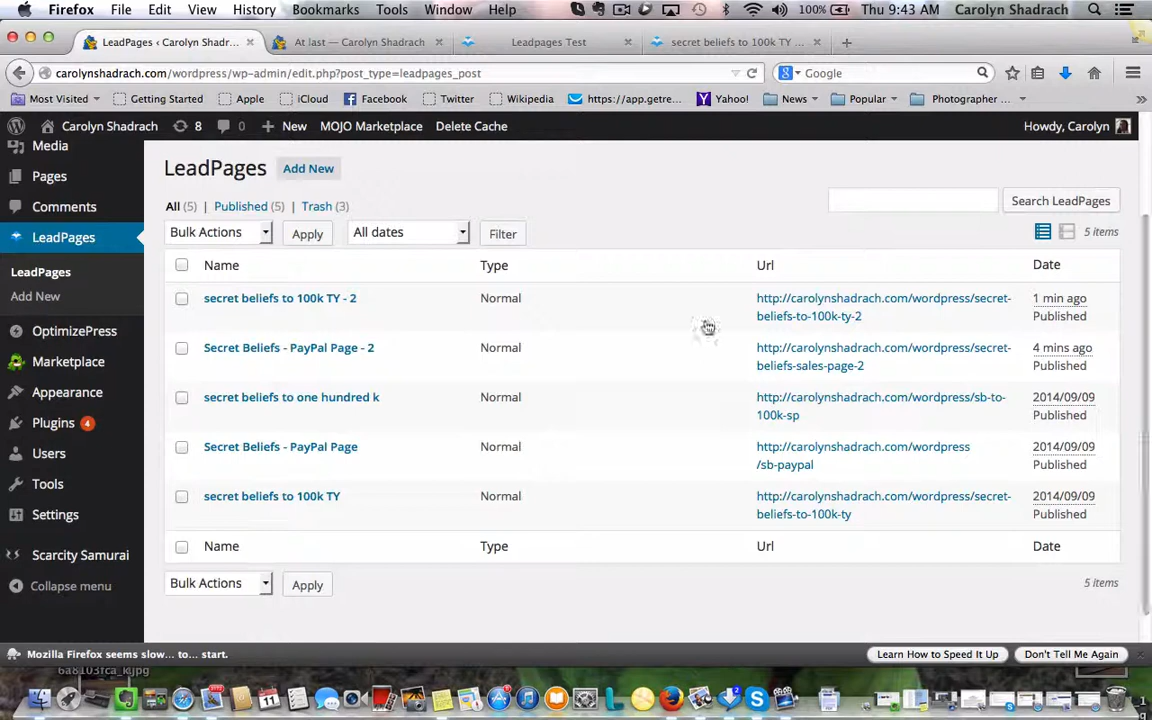 Firefox File Edit View History Bookmarks Tools Window Help 100% Thu 9:43 AM Carolyn Shadrach
LeadPages ‹ Carolyn Shadr... At last — Carolyn Shadrach Leadpages Test secret beliefs to 100k TY ...
carolynshadrach.com/wordpress/wp-admin/edit.php?post_type=leadpages_post Google
Most Visited Getting Started Apple iCloud Facebook Twitter Wikipedia https://app.getre... Yahoo! News Popular Photographer ...
Carolyn Shadrach 8 0 New MOJO Marketplace Delete Cache Howdy, Carolyn
Media
Pages
Comments
LeadPages
LeadPages
Add New
OptimizePress
Marketplace
Appearance
Plugins 4
Users
Tools
Settings
Scarcity Samurai
Collapse menu
LeadPages Add New
All (5) Published (5) Trash (3)
Search LeadPages
Bulk Actions Apply All dates Filter 5 items
Name Type Url Date
secret beliefs to 100k TY - 2 Normal http://carolynshadrach.com/wordpress/secret- 1 min ago
beliefs-to-100k-ty-2 Published
Secret Beliefs - PayPal Page - 2 Normal http://carolynshadrach.com/wordpress/secret- 4 mins ago
beliefs-sales-page-2 Published
secret beliefs to one hundred k Normal http://carolynshadrach.com/wordpress/sb-to- 2014/09/09
100k-sp Published
Secret Beliefs - PayPal Page Normal http://carolynshadrach.com/wordpress 2014/09/09
/sb-paypal Published
secret beliefs to 100k TY Normal http://carolynshadrach.com/wordpress/secret- 2014/09/09
beliefs-to-100k-ty Published
Name Type Url Date
Bulk Actions Apply 5 items
Mozilla Firefox seems slow... to... start. Learn How to Speed It Up Don't Tell Me Again